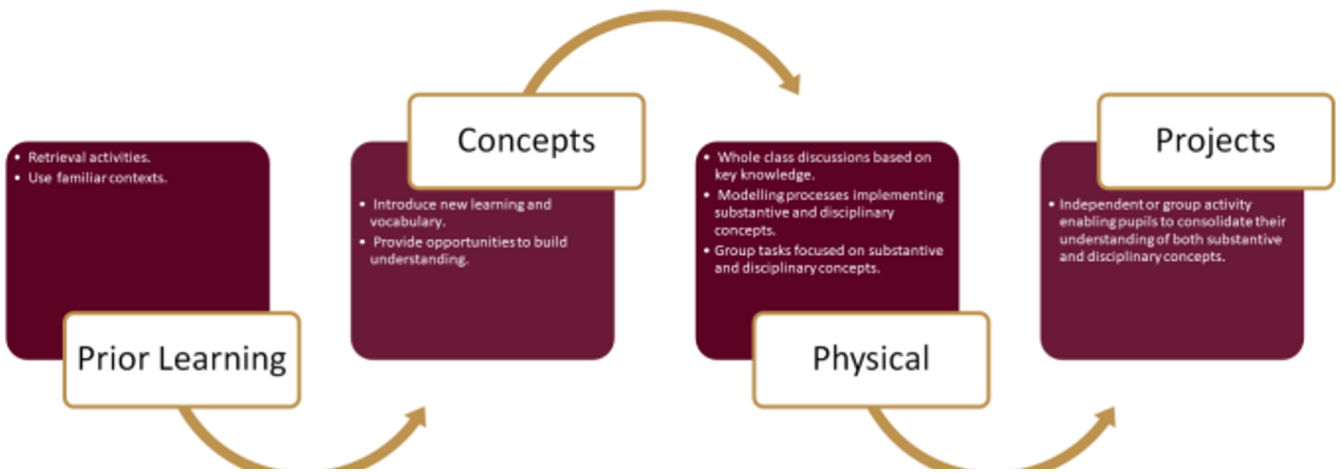 • Retrieval activities.
• Use familiar contexts.
Prior Learning
Concepts
• Introduce new learning and
vocabulary.
• Provide opportunities to build
understanding.
• Whole class discussions based on
key knowledge.
• Modelling processes implementing
substantive and disciplinary
concepts.
• Group tasks focused on substantive
and disciplinary concepts.
Physical
Projects
• Independent or group activity
enabling pupils to consolidate their
understanding of both substantive
and disciplinary concepts.